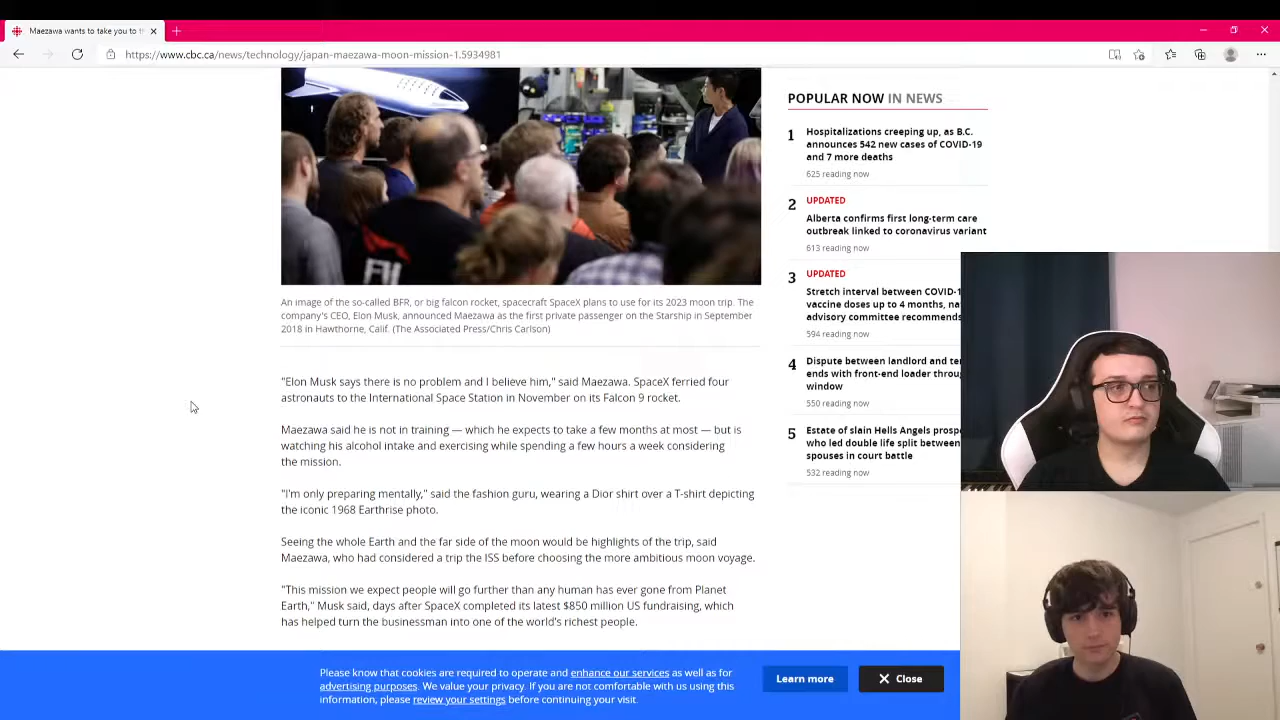 Maezawa wants to take you to t
https://www.cbc.ca/news/technology/japan-maezawa-moon-mission-1.5934981
An image of the so-called BFR, or big falcon rocket, spacecraft SpaceX plans to use for its 2023 moon trip. The
company's CEO, Elon Musk, announced Maezawa as the first private passenger on the Starship in September
2018 in Hawthorne, Calif. (The Associated Press/Chris Carlson)
"Elon Musk says there is no problem and I believe him," said Maezawa. SpaceX ferried four
astronauts to the International Space Station in November on its Falcon 9 rocket.
Maezawa said he is not in training — which he expects to take a few months at most — but is
watching his alcohol intake and exercising while spending a few hours a week considering
the mission.
"I'm only preparing mentally," said the fashion guru, wearing a Dior shirt over a T-shirt depicting
the iconic 1968 Earthrise photo.
Seeing the whole Earth and the far side of the moon would be highlights of the trip, said
Maezawa, who had considered a trip the ISS before choosing the more ambitious moon voyage.
"This mission we expect people will go further than any human has ever gone from Planet
Earth," Musk said, days after SpaceX completed its latest $850 million US fundraising, which
has helped turn the businessman into one of the world's richest people.
POPULAR NOW IN NEWS
1
Hospitalizations creeping up, as B.C.
announces 542 new cases of COVID-19
and 7 more deaths
625 reading now
2
UPDATED
Alberta confirms first long-term care
outbreak linked to coronavirus variant
613 reading now
3
UPDATED
Stretch interval between COVID-1
vaccine doses up to 4 months, na
advisory committee recommends
594 reading now
4
Dispute between landlord and te
ends with front-end loader throu
window
550 reading now
5
Estate of slain Hells Angels prosp
who led double life split between
spouses in court battle
532 reading now
Please know that cookies are required to operate and enhance our services as well as for
advertising purposes. We value your privacy. If you are not comfortable with us using this
information, please review your settings before continuing your visit.
Learn more
Close